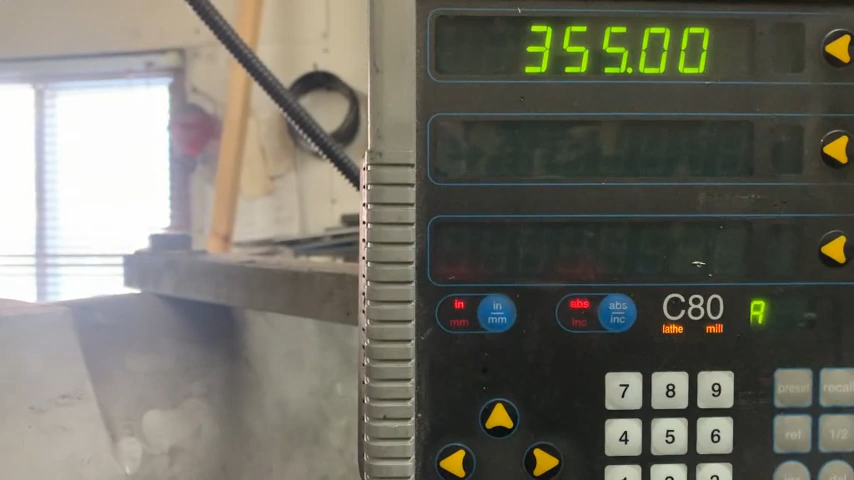 355.00
in
mm
in
mm
abs
inc
abs
inc
C80
lathe mill
A
7 8 9
preset recall
4 5 6
ref 1/2